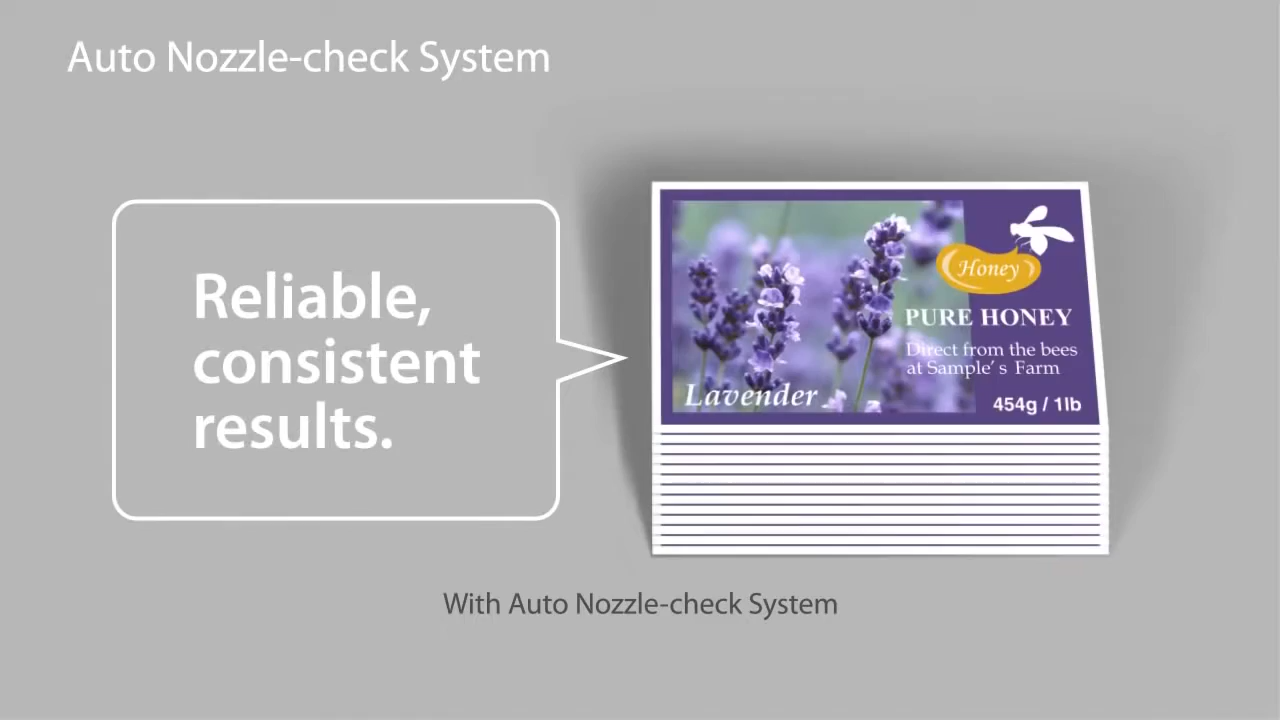 Auto Nozzle-check System
Reliable,
consistent
results.
Honey
PURE HONEY
Direct from the bees
at Sample’s Farm
Lavender
454g / 1lb
With Auto Nozzle-check System